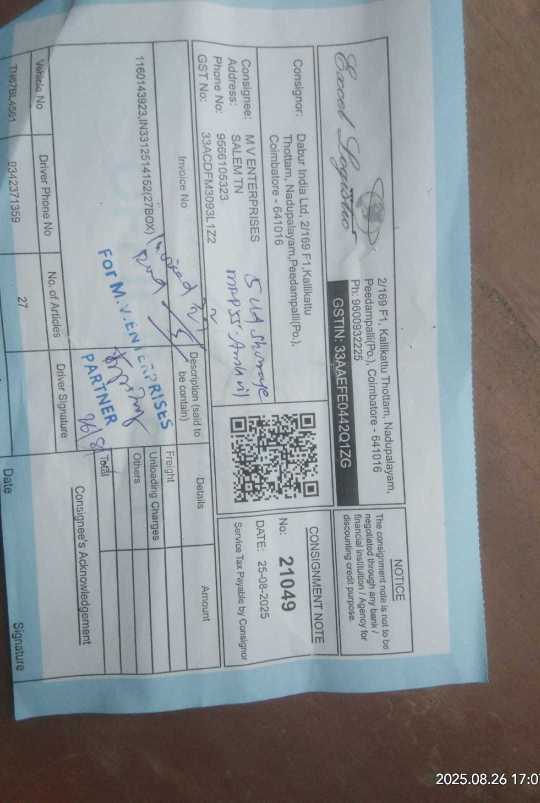 Excel Logistics
2/169 F1, Kallikattu Thottam, Nadupalayam,
Peedampalli(Po.), Coimbatore - 641016
Ph: 9600932225
GSTIN: 33AAEFE0442Q1ZG
NOTICE
The consignment note is not to be
negotiated through any bank /
financial institution / Agency for
discounting credit purpose.
Consignor: Dabur India Ltd, 2/169 F1,Kallikattu
Thottam, Nadupalayam,Peedampalli(Po.),
Coimbatore - 641016
CONSIGNMENT NOTE
No: 21049
DATE: 25-08-2025
Service Tax Payable by Consignor
Consignee: M V ENTERPRISES
Address: SALEM TN
Phone No: 9566105323
GST No: 33ACDFM3093L1Z2
Invoice No
Description (said to
be contain)
Details
Amount
1160143923,IN3312514152(27BOX)
Freight
Unloading Charges
Others
Total
For M.V.ENTERPRISES
PARTNER
Vehicle No
Driver Phone No
No. of Articles
Driver Signature
Consignee's Acknowledgement
TN67BL4561
9342371359
27
Date
Signature
2025.08.26 17:07